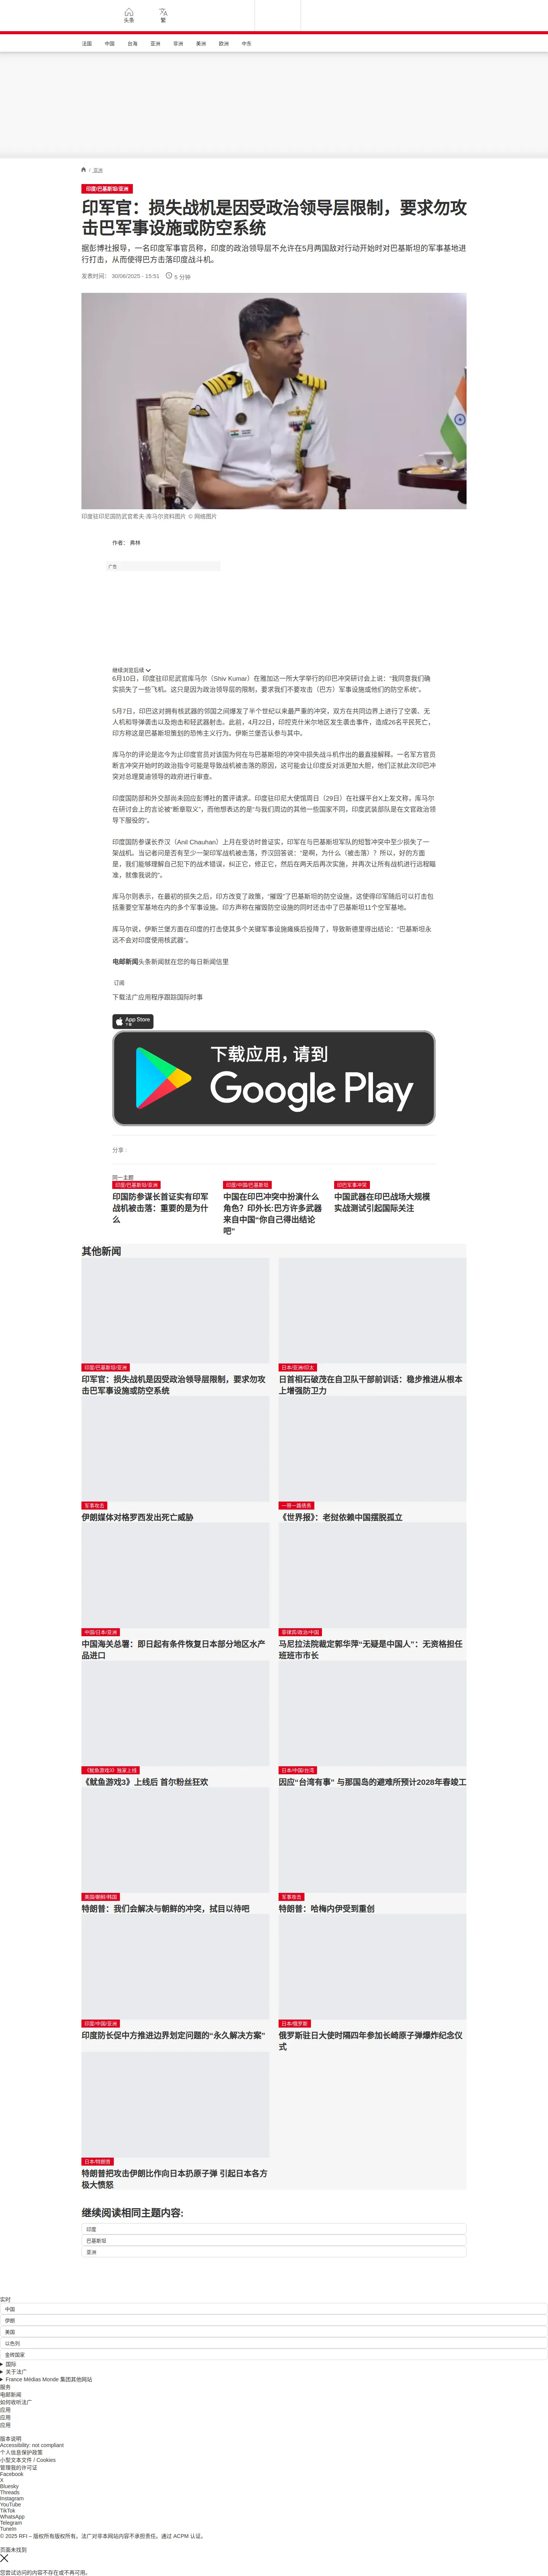 头条
繁
法国
中国
台海
亚洲
非洲
美洲
欧洲
中东
/ 亚洲
印度/巴基斯坦/亚洲
印军官：损失战机是因受政治领导层限制，要求勿攻
击巴军事设施或防空系统
据彭博社报导，一名印度军事官员称，印度的政治领导层不允许在5月两国敌对行动开始时对巴基斯坦的军事基地进
行打击，从而使得巴方击落印度战斗机。
发表时间： 30/06/2025 - 15:51
5 分钟
印度驻印尼国防武官希夫·库马尔资料图片 © 网络图片
作者： 弗林
广告
继续浏览后续
6月10日，印度驻印尼武官库马尔（Shiv Kumar）在雅加达一所大学举行的印巴冲突研讨会上说：“我同意我们确
实损失了一些飞机。这只是因为政治领导层的限制，要求我们不要攻击（巴方）军事设施或他们的防空系统”。
5月7日，印巴这对拥有核武器的邻国之间爆发了半个世纪以来最严重的冲突，双方在共同边界上进行了空袭、无
人机和导弹袭击以及炮击和轻武器射击。此前，4月22日，印控克什米尔地区发生袭击事件，造成26名平民死亡，
印方称这是巴基斯坦策划的恐怖主义行为。伊斯兰堡否认参与其中。
库马尔的评论是迄今为止印度官员对该国为何在与巴基斯坦的冲突中损失战斗机作出的最直接解释。一名军方官员
断言冲突开始时的政治指令可能是导致战机被击落的原因，这可能会让印度反对派更加大胆，他们正就此次印巴冲
突对总理莫迪领导的政府进行审查。
印度国防部和外交部尚未回应彭博社的置评请求。印度驻印尼大使馆周日（29日）在社媒平台X上发文称，库马尔
在研讨会上的言论被“断章取义”，而他想表达的是“与我们周边的其他一些国家不同，印度武装部队是在文官政治领
导下服役的”。
印度国防参谋长乔汉（Anil Chauhan）上月在受访时曾证实，印军在与巴基斯坦军队的短暂冲突中至少损失了一
架战机。当记者问是否有至少一架印军战机被击落，乔汉回答说：“是啊，为什么（被击落）？所以，好的方面
是，我们能够理解自己犯下的战术错误，纠正它，修正它，然后在两天后再次实施，并再次让所有战机进行远程瞄
准，就像我说的”。
库马尔则表示，在最初的损失之后，印方改变了政策，“摧毁”了巴基斯坦的防空设施，这使得印军随后可以打击包
括重要空军基地在内的多个军事设施。印方声称在摧毁防空设施的同时还击中了巴基斯坦11个空军基地。
库马尔说，伊斯兰堡方面在印度的打击使其多个关键军事设施瘫痪后投降了，导致新德里得出结论：“巴基斯坦永
远不会对印度使用核武器”。
电邮新闻头条新闻就在您的每日新闻信里
订阅
下载法广应用程序跟踪国际时事
App Store
下载
下载应用，请到
Google Play
分享 :
同一主题
印度/巴基斯坦/亚洲
印国防参谋长首证实有印军
战机被击落：重要的是为什
么
印度/中国/巴基斯坦
中国在印巴冲突中扮演什么
角色？印外长:巴方许多武器
来自中国“你自己得出结论
吧”
印巴军事冲突
中国武器在印巴战场大规模
实战测试引起国际关注
其他新闻
印度/巴基斯坦/亚洲
印军官：损失战机是因受政治领导层限制，要求勿攻
击巴军事设施或防空系统
日本/亚洲/印太
日首相石破茂在自卫队干部前训话：稳步推进从根本
上增强防卫力
军事攻击
伊朗媒体对格罗西发出死亡威胁
一带一路债务
《世界报》：老挝依赖中国摆脱孤立
中国/日本/亚洲
中国海关总署：即日起有条件恢复日本部分地区水产
品进口
菲律宾/政治/中国
马尼拉法院裁定郭华萍“无疑是中国人”：无资格担任
班班市市长
《鱿鱼游戏3》独家上线
《鱿鱼游戏3》上线后 首尔粉丝狂欢
日本/中国/台湾
因应“台湾有事” 与那国岛的避难所预计2028年春竣工
美国/朝鲜/韩国
特朗普：我们会解决与朝鲜的冲突，拭目以待吧
军事攻击
特朗普：哈梅内伊受到重创
印度/中国/亚洲
印度防长促中方推进边界划定问题的“永久解决方案”
日本/俄罗斯
俄罗斯驻日大使时隔四年参加长崎原子弹爆炸纪念仪
式
日本/特朗普
特朗普把攻击伊朗比作向日本扔原子弹 引起日本各方
极大愤怒
继续阅读相同主题内容:
印度
巴基斯坦
亚洲
实时
中国
伊朗
美国
以色列
金砖国家
国际
关于法广
France Médias Monde 集团其他网站
服务
电邮新闻
如何收听法广
应用
应用
应用
版本说明
Accessibility: not compliant
个人信息保护政策
小型文本文件 / Cookies
管理我的许可证
Facebook
X
Bluesky
Threads
Instagram
YouTube
TikTok
WhatsApp
Telegram
TuneIn
© 2025 RFI – 版权所有版权所有。法广对非本网站内容不承担责任。通过 ACPM 认证。
页面未找到
您尝试访问的内容不存在或不再可用。